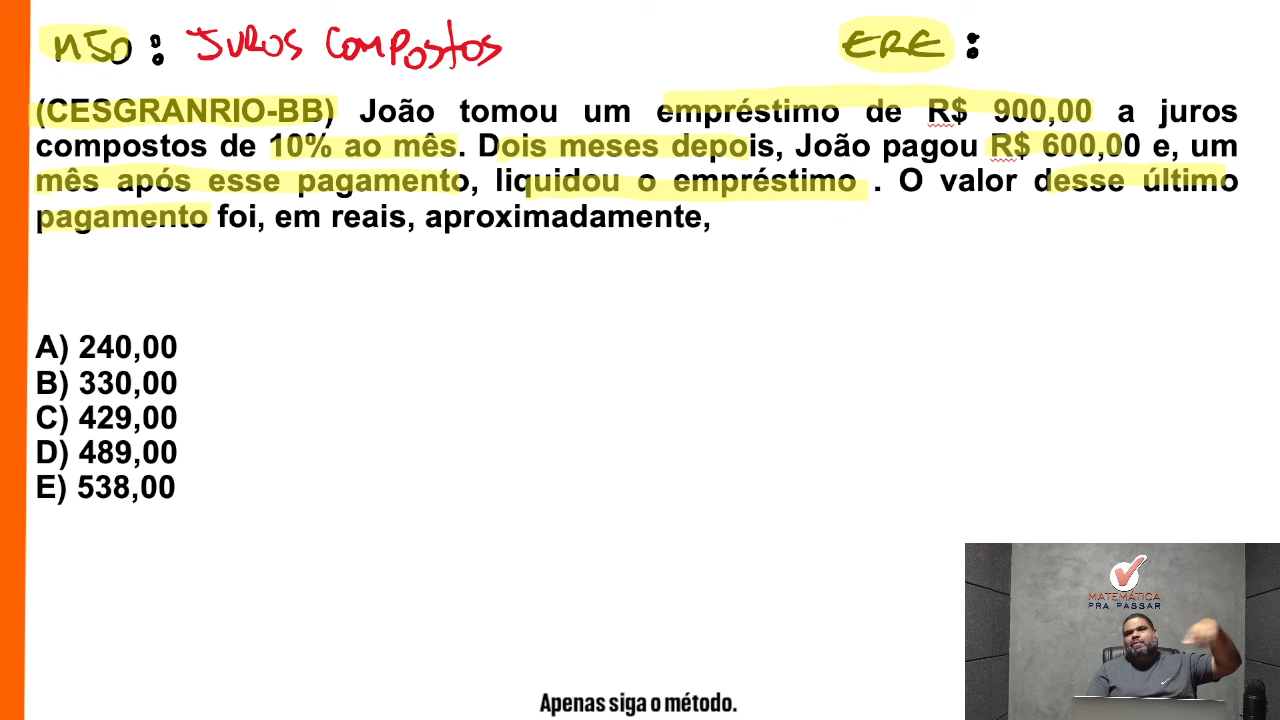 MSO : JUROS COMPOSTOS
ERE :
(CESGRANRIO-BB) João tomou um empréstimo de R$ 900,00 a juros
compostos de 10% ao mês. Dois meses depois, João pagou R$ 600,00 e, um
mês após esse pagamento, liquidou o empréstimo . O valor desse último
pagamento foi, em reais, aproximadamente,
A) 240,00
B) 330,00
C) 429,00
D) 489,00
E) 538,00
MATEMÁTICA
PRA PASSAR
Apenas siga o método.